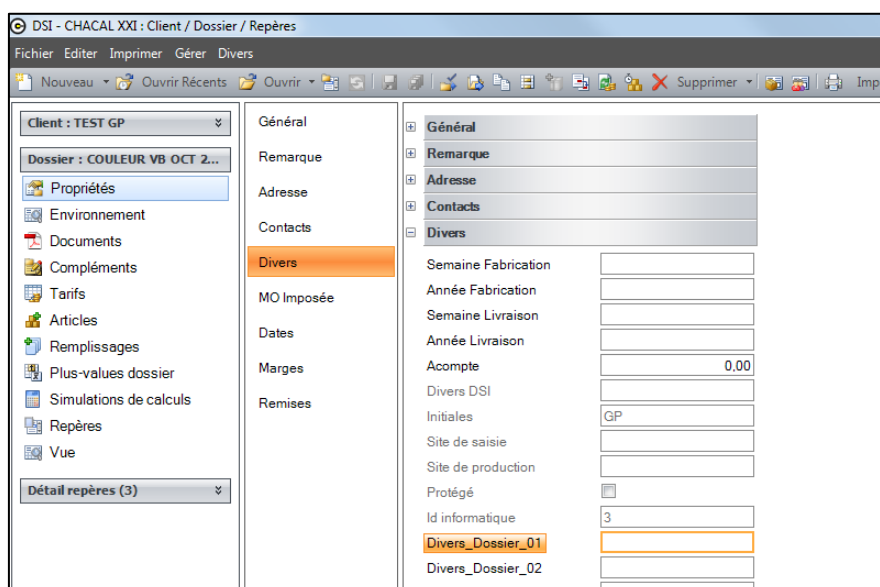 DSI - CHACAL XXI : Client / Dossier / Repères
Fichier Editer Imprimer Gérer Divers
Nouveau Ouvrir Récents Ouvrir Supprimer Imp
Client : TEST GP
Dossier : COULEUR VB OCT 2...
Propriétés
Environnement
Documents
Compléments
Tarifs
Articles
Remplissages
Plus-values dossier
Simulations de calculs
Repères
Vue
Détail repères (3)
Général
Remarque
Adresse
Contacts
Divers
MO Imposée
Dates
Marges
Remises
Général
Remarque
Adresse
Contacts
Divers
Semaine Fabrication
Année Fabrication
Semaine Livraison
Année Livraison
Acompte 0,00
Divers DSI
Initiales GP
Site de saisie
Site de production
Protégé
Id informatique 3
Divers_Dossier_01
Divers_Dossier_02